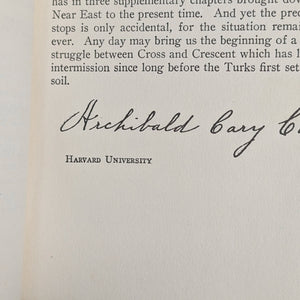 has in three supplementary chapters brought dow
Near East to the present time. And yet the prec
stops is only accidental, for the situation remai
ever. Any day may bring us the beginning of a
struggle between Cross and Crescent which has l
intermission since long before the Turks first set
soil.
Archibald Cary C
HARVARD UNIVERSITY